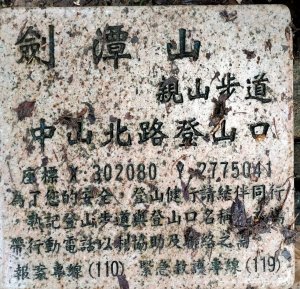 劍潭山
親山步道
中山北路登山口
座標 X:302080 Y:2775041
為了您的安全，登山健行請結伴同行
熟記登山步道與登山口名稱，
帶行動電話以利協助及聯絡之需
報案專線(110) 緊急救護專線(119)